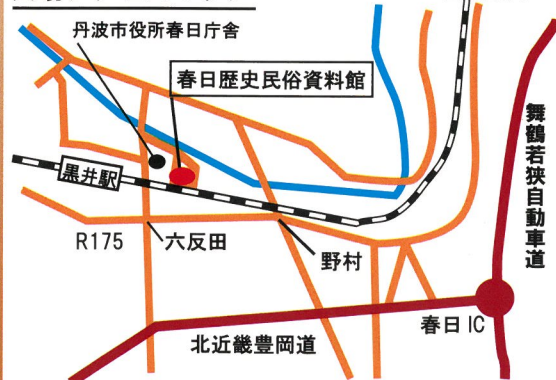 丹波市役所春日庁舎
春日歴史民俗資料館
黒井駅
舞鶴若狭自動車道
R175
六反田
野村
春日IC
北近畿豊岡道